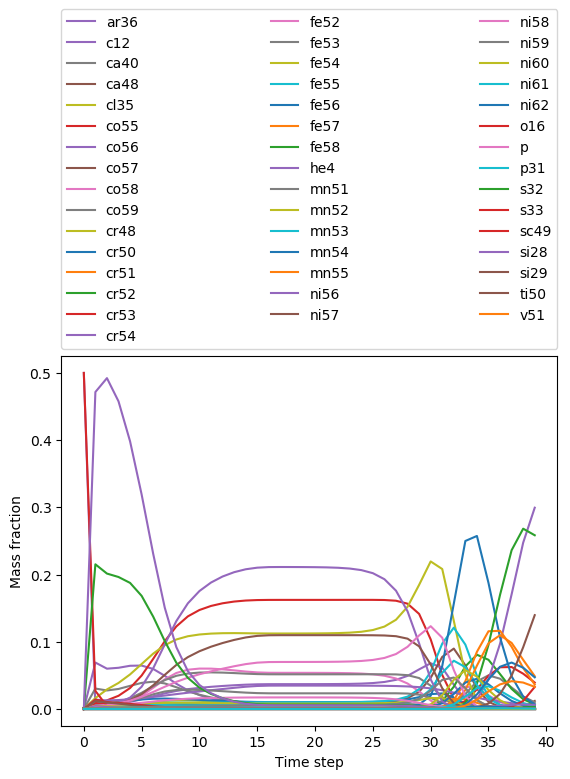 ar36
c12
ca40
ca48
cl35
co55
co56
co57
co58
co59
cr48
cr50
cr51
cr52
cr53
cr54
fe52
fe53
fe54
fe55
fe56
fe57
fe58
he4
mn51
mn52
mn53
mn54
mn55
ni56
ni57
ni58
ni59
ni60
ni61
ni62
o16
p
p31
s32
s33
sc49
si28
si29
ti50
v51
0.5
0.4
0.3
0.2
0.1
0.0
Mass fraction
0 5 10 15 20 25 30 35 40
Time step